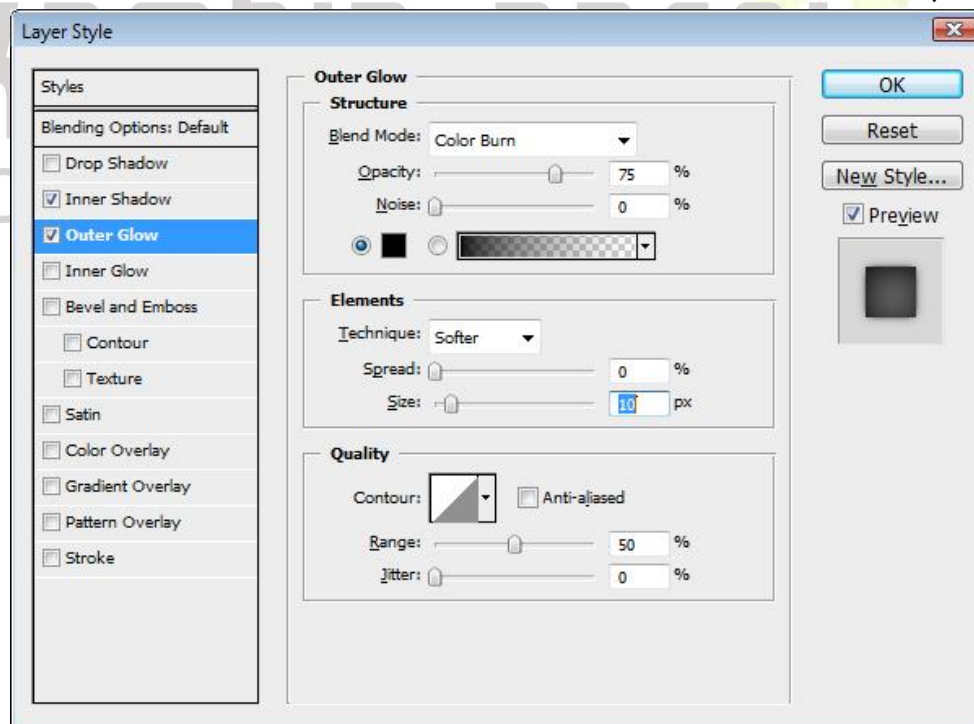 Layer Style
Styles
Blending Options: Default
Drop Shadow
Inner Shadow
Outer Glow
Inner Glow
Bevel and Emboss
Contour
Texture
Satin
Color Overlay
Gradient Overlay
Pattern Overlay
Stroke
Outer Glow
Structure
Blend Mode: Color Burn
Opacity: 75 %
Noise: 0 %
Elements
Technique: Softer
Spread: 0 %
Size: 10 px
Quality
Contour: Anti-aliased
Range: 50 %
Jitter: 0 %
OK
Reset
New Style...
Preview